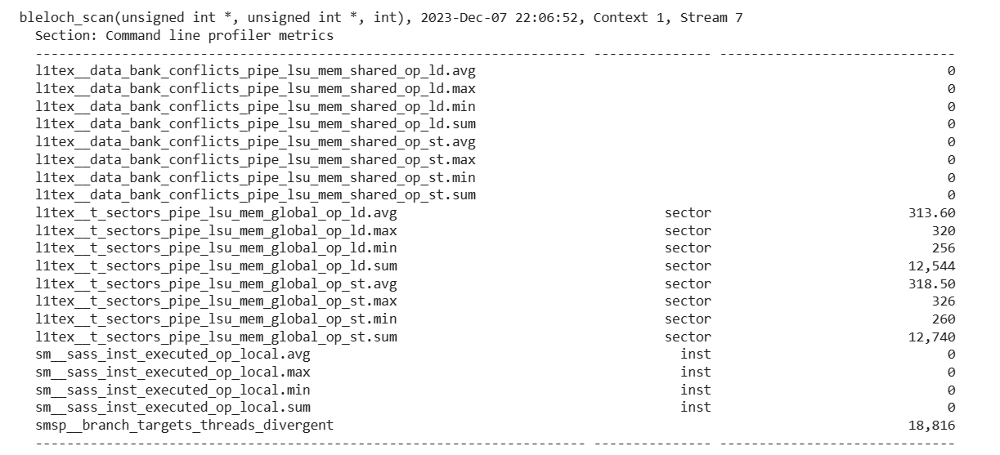 bleloch_scan(unsigned int *, unsigned int *, int), 2023-Dec-07 22:06:52, Context 1, Stream 7
Section: Command line profiler metrics
---------------------------------------------------------------------- --------------- ------------------------------
l1tex__data_bank_conflicts_pipe_lsu_mem_shared_op_ld.avg 0
l1tex__data_bank_conflicts_pipe_lsu_mem_shared_op_ld.max 0
l1tex__data_bank_conflicts_pipe_lsu_mem_shared_op_ld.min 0
l1tex__data_bank_conflicts_pipe_lsu_mem_shared_op_ld.sum 0
l1tex__data_bank_conflicts_pipe_lsu_mem_shared_op_st.avg 0
l1tex__data_bank_conflicts_pipe_lsu_mem_shared_op_st.max 0
l1tex__data_bank_conflicts_pipe_lsu_mem_shared_op_st.min 0
l1tex__data_bank_conflicts_pipe_lsu_mem_shared_op_st.sum 0
l1tex__t_sectors_pipe_lsu_mem_global_op_ld.avg sector 313.60
l1tex__t_sectors_pipe_lsu_mem_global_op_ld.max sector 320
l1tex__t_sectors_pipe_lsu_mem_global_op_ld.min sector 256
l1tex__t_sectors_pipe_lsu_mem_global_op_ld.sum sector 12,544
l1tex__t_sectors_pipe_lsu_mem_global_op_st.avg sector 318.50
l1tex__t_sectors_pipe_lsu_mem_global_op_st.max sector 326
l1tex__t_sectors_pipe_lsu_mem_global_op_st.min sector 260
l1tex__t_sectors_pipe_lsu_mem_global_op_st.sum sector 12,740
sm__sass_inst_executed_op_local.avg inst 0
sm__sass_inst_executed_op_local.max inst 0
sm__sass_inst_executed_op_local.min inst 0
sm__sass_inst_executed_op_local.sum inst 0
smsp__branch_targets_threads_divergent 18,816
---------------------------------------------------------------------- --------------- ------------------------------